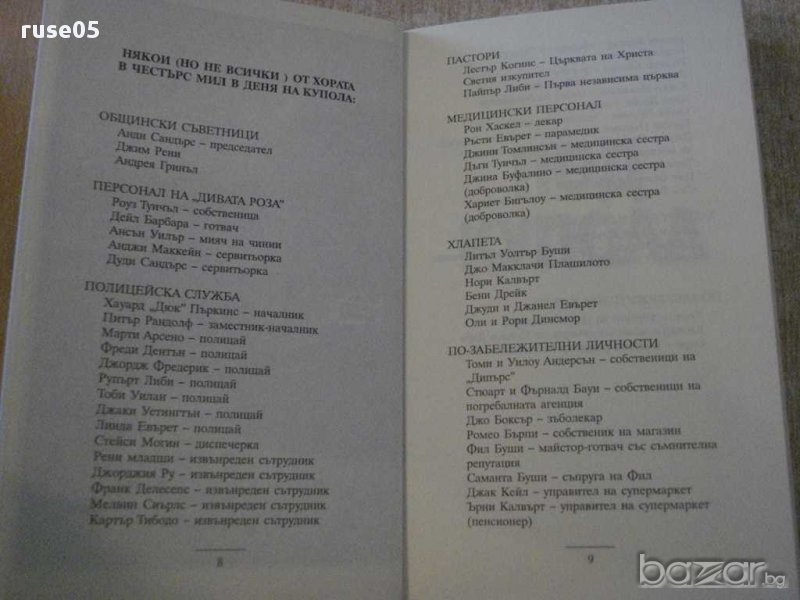 ruse05
НЯКОИ (НО НЕ ВСИЧКИ ) ОТ ХОРАТА
В ЧЕСТЪРС МИЛ В ДЕНЯ НА КУПОЛА:
ОБЩИНСКИ СЪВЕТНИЦИ
Анди Сандърс – председател
Джим Рени
Андреа Гринъл
ПЕРСОНАЛ НА „ДИВАТА РОЗА"
Роуз Туичъл – собственица
Дейл Барбара – готвач
Ансън Уилър – мияч на чинии
Анджи Маккейн – сервитьорка
Дуди Сандърс – сервитьорка
ПОЛИЦЕЙСКА СЛУЖБА
Хауърд „Дюк" Пъркинс – началник
Питър Рандолф – заместник-началник
Марти Арсено – полицай
Фреди Дентън – полицай
Джордж Фредерик – полицай
Рупърт Либи – полицай
Тоби Уилан – полицай
Джаки Уетингтън – полицай
Линда Евърет – полицай
Стейси Могин – диспечерка
Рени младши – извънреден сътрудник
Джорджия Ру – извънреден сътрудник
Франк Делесепс – извънреден сътрудник
Мелвин Сиърлс – извънреден сътрудник
Картър Тибодо – извънреден сътрудник
8
ПАСТОРИ
Лестър Когинс – Църквата на Христа
Светия изкупител
Пайпър Либи – Първа независима църква
МЕДИЦИНСКИ ПЕРСОНАЛ
Рон Хаскел – лекар
Ръсти Евърет – парамедик
Джини Томлинсън – медицинска сестра
Дъги Туичъл – медицинска сестра
Джина Буфалино – медицинска сестра
(доброволка)
Хариет Бигълоу – медицинска сестра
(доброволка)
ХЛАПЕТА
Литъл Уолтър Буши
Джо Макклачи Плашилото
Нори Калвърт
Бени Дрейк
Джуди и Джанел Евърет
Оли и Рори Динсмор
ПО-ЗАБЕЛЕЖИТЕЛНИ ЛИЧНОСТИ
Томи и Уилоу Андерсън – собственици на
„Дипърс"
Стюарт и Фърналд Бауи – собственици на
погребалната агенция
Джо Боксър – зъболекар
Ромео Бърпи – собственик на магазин
Фил Буши – майстор-готвач със съмнителна
репутация
Саманта Буши – съпруга на Фил
Джак Кейл – управител на супермаркет
Ърни Калвърт – управител на супермаркет
(пенсионер)
9
bazar.bg